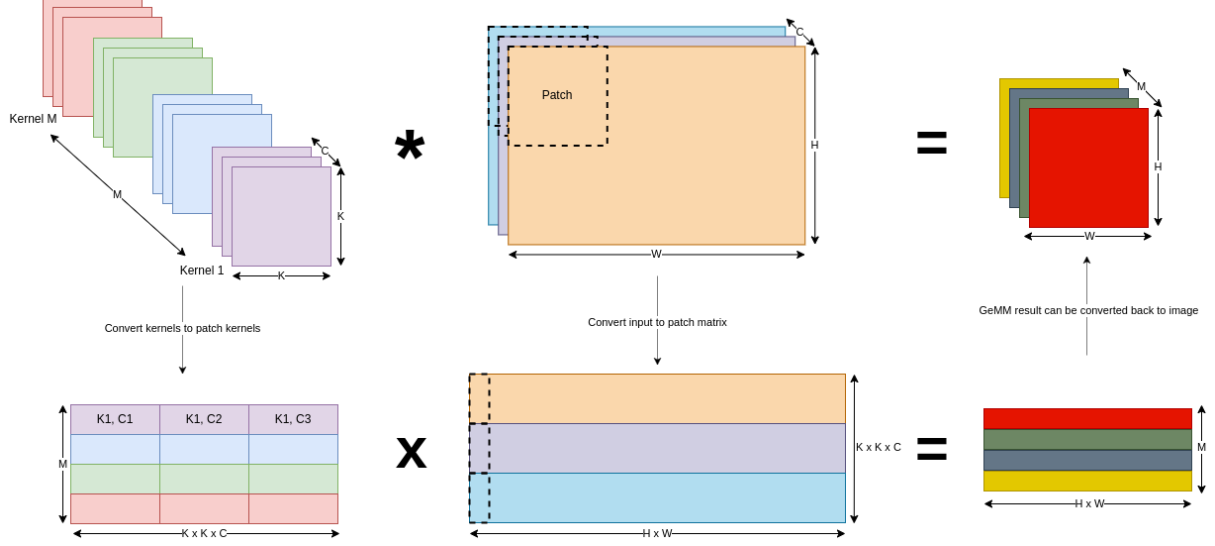 Kernel M
M
Kernel 1
C
K
K
*
Patch
C
H
W
=
M
H
W
Convert kernels to patch kernels
Convert input to patch matrix
GeMM result can be converted back to image
K1, C1
K1, C2
K1, C3
M
K x K x C
x
K x K x C
H x W
=
M
H x W